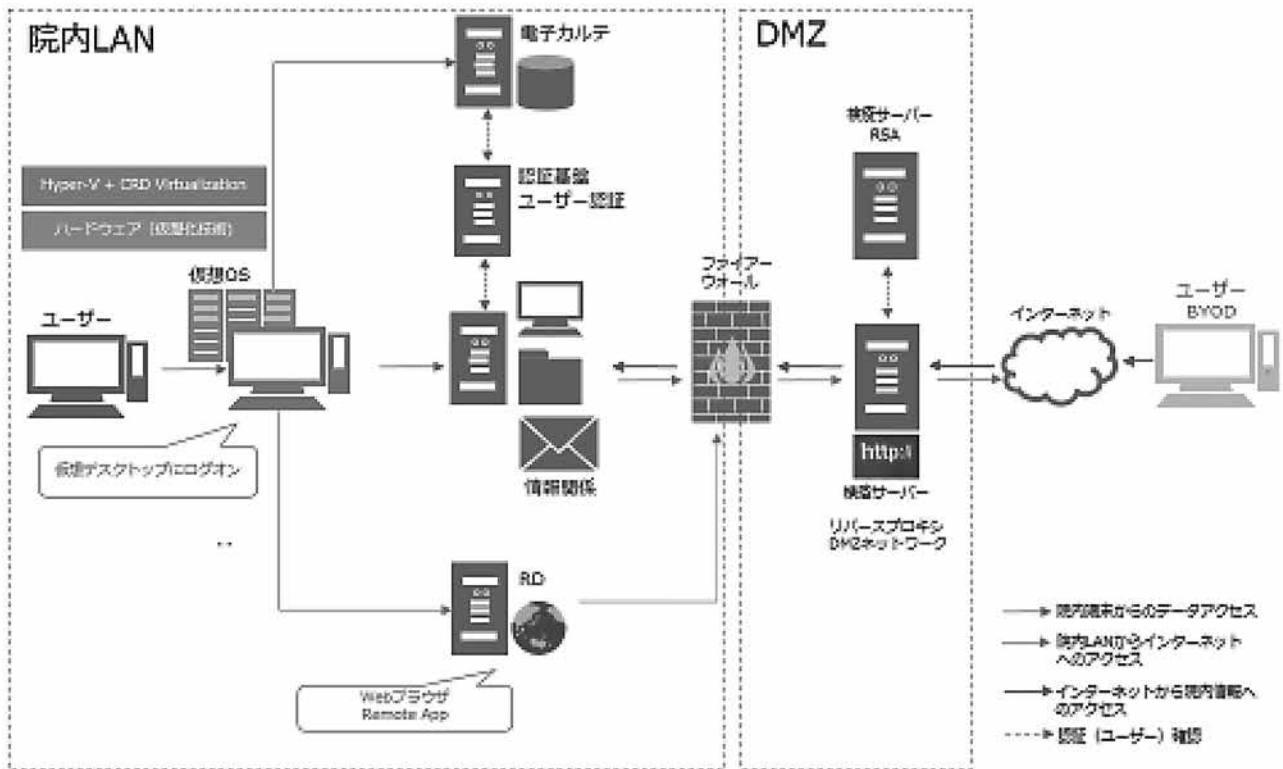 院内LAN
電子カルテ
Hyper-V + CRD Virtualization
ハードウェア (仮想化技術)
認証基盤
ユーザー認証
仮想OS
ユーザー
仮想デスクトップにログオン
情報関係
RD
Webブラウザ
Remote App
ファイアー
ウォール
DMZ
検疫サーバー
RSA
http://
検疫サーバー
リバースプロキシ
DMZネットワーク
インターネット
ユーザー
BYOD
院内端末からのデータアクセス
院内LANからインターネット
へのアクセス
インターネットから院内情報へ
のアクセス
認証（ユーザー）確認